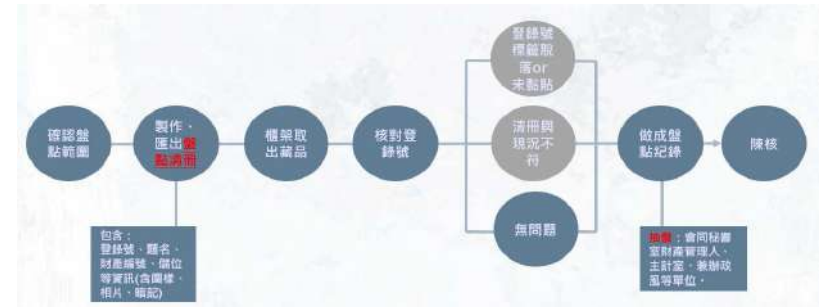 確認盤
點範圍
製作、
匯出盤
點清冊
包含：
登錄號、題名、
財產編號、儲位
等資訊(含圖樣、
相片、暗記)
櫃架取
出藏品
核對登
錄號
登錄號
標籤脫
落or
未黏貼
清冊與
現況不
符
無問題
做成盤
點紀錄
抽盤：會同秘書
室財產管理人、
主計室、兼辦政
風等單位。
陳核